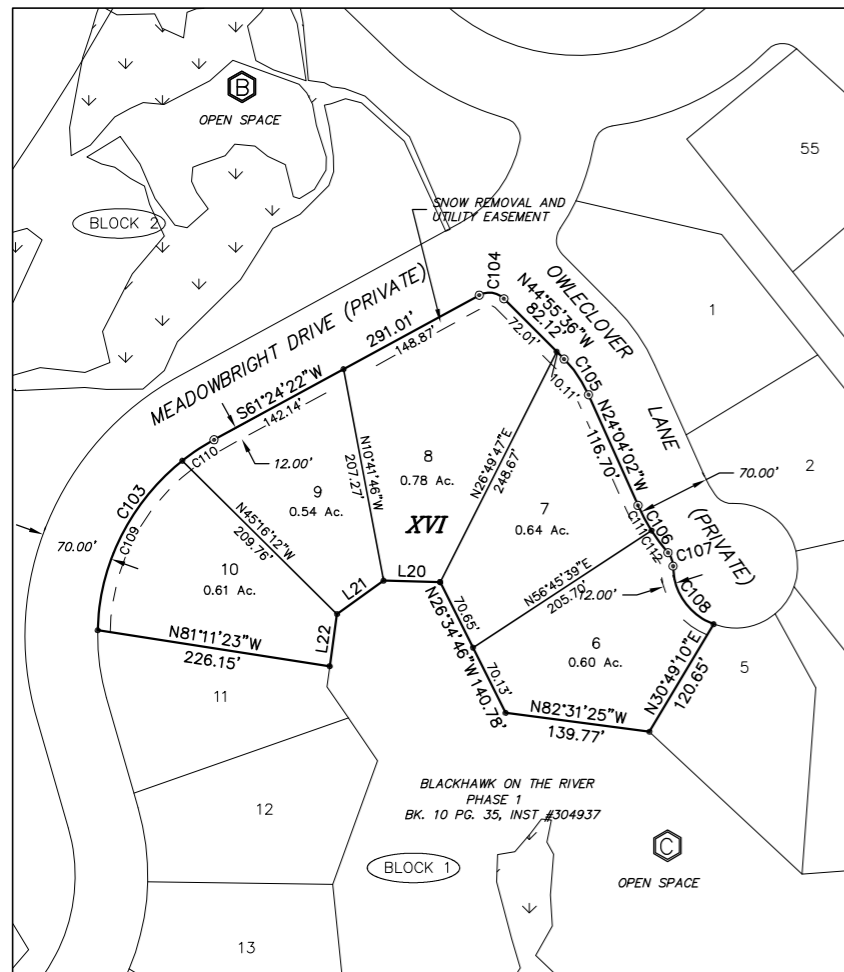 B
OPEN SPACE
55
SNOW REMOVAL AND
UTILITY EASEMENT
BLOCK 2
OWLECLOVER
LANE
(PRIVATE)
1
2
MEADOWBRIGHT DRIVE (PRIVATE)
C104
N44°55'36"W
82.12'
72.01'
10.11'
C105
291.01'
148.87'
S61°24'22"W
142.14'
12.00'
C110
C103
C109
70.00'
N24°04'02"W
116.70'
70.00'
C106
C111
C112
C107
C108
N10°41'46"W
207.27'
8
0.78 Ac.
N26°49'47"E
248.67'
9
0.54 Ac.
XVI
7
0.64 Ac.
N45°16'12"W
209.76'
10
0.61 Ac.
N56°45'39"E
205.70'
12.00'
L21
L20
L22
N26°34'46"W 140.78'
70.65'
70.13'
6
0.60 Ac.
N81°11'23"W
226.15'
N30°49'10"E
120.65'
5
N82°31'25"W
139.77'
11
BLACKHAWK ON THE RIVER
PHASE 1
BK. 10 PG. 35, INST #304937
12
BLOCK 1
C
OPEN SPACE
13